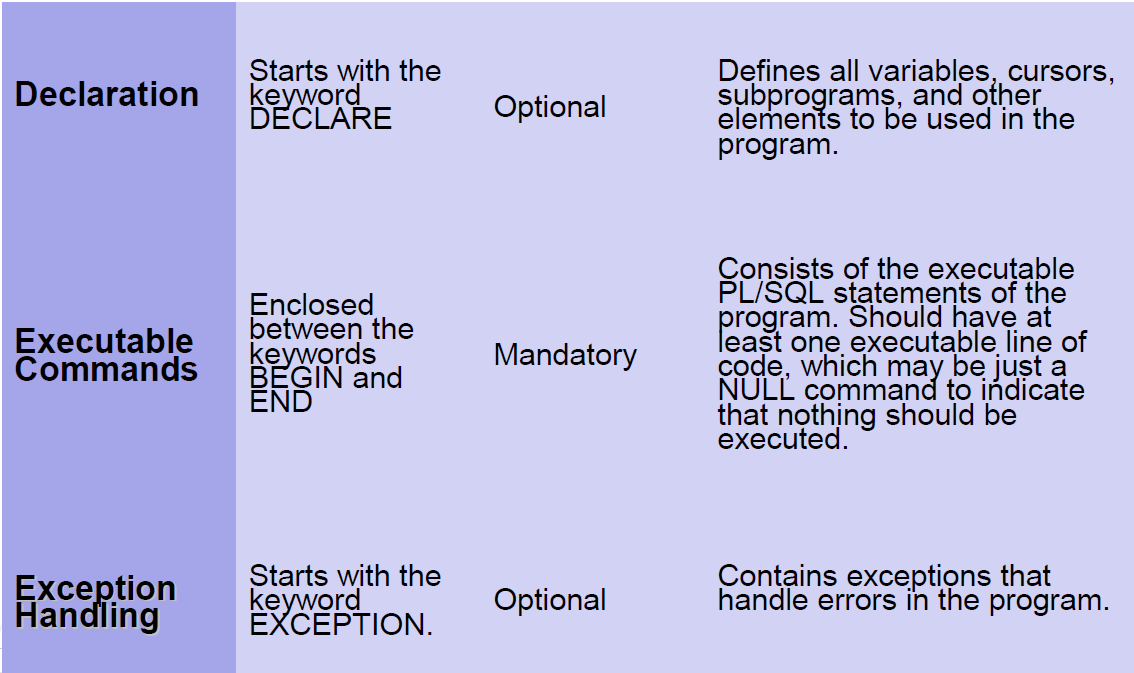 Declaration
Starts with the
keyword
DECLARE
Optional
Defines all variables, cursors,
subprograms, and other
elements to be used in the
program.
Executable
Commands
Enclosed
between the
keywords
BEGIN and
END
Mandatory
Consists of the executable
PL/SQL statements of the
program. Should have at
least one executable line of
code, which may be just a
NULL command to indicate
that nothing should be
executed.
Exception
Handling
Starts with the
keyword
EXCEPTION.
Optional
Contains exceptions that
handle errors in the program.